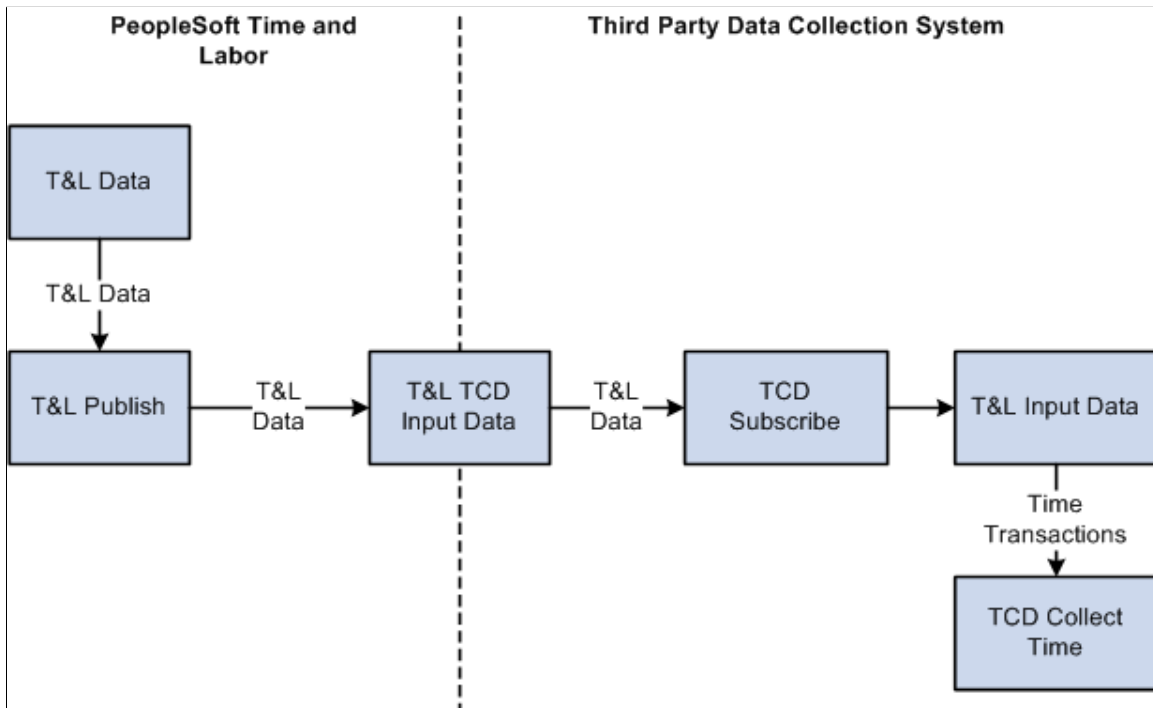 PeopleSoft Time and
Labor
Third Party Data Collection System
T&L Data
T&L Data
T&L Publish
T&L
Data
T&L TCD
Input Data
T&L
Data
TCD
Subscribe
T&L Input Data
Time
Transactions
TCD Collect
Time